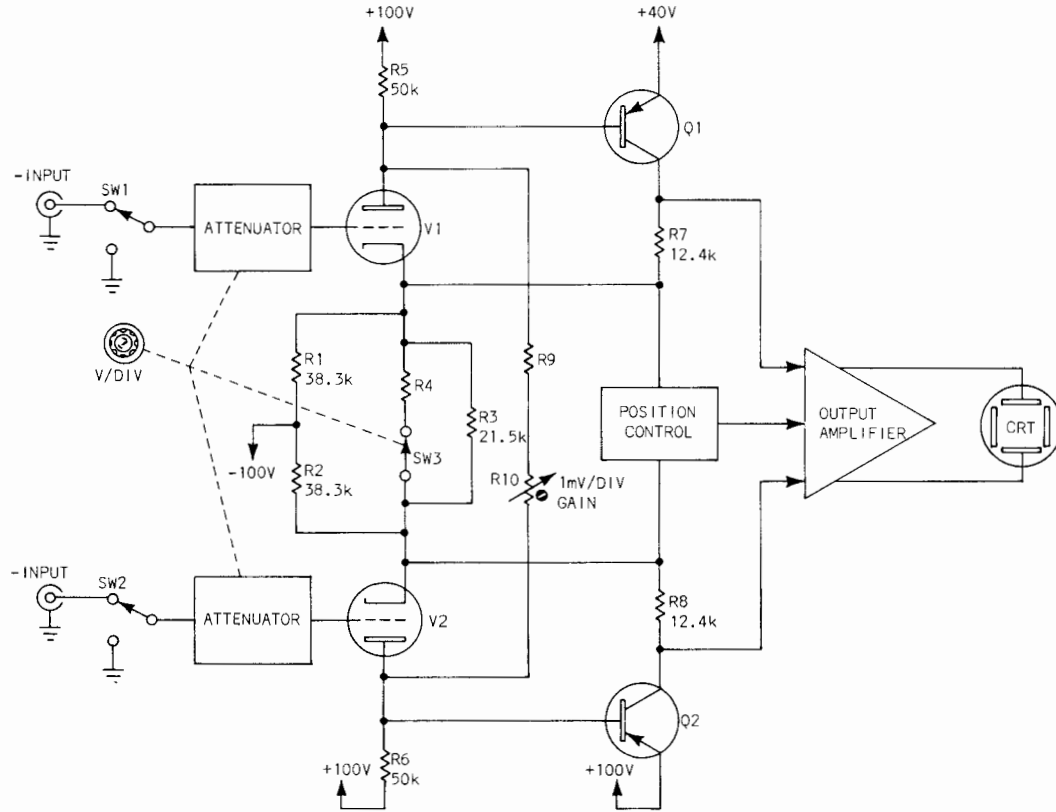 +100V
+40V
R5
50k
Q1
-INPUT
SW1
ATTENUATOR
V1
R7
12.4k
V/DIV
R1
38.3k
R4
R9
R3
21.5k
SW3
-100V
R2
38.3k
R10
1mV/DIV
GAIN
POSITION
CONTROL
OUTPUT
AMPLIFIER
CRT
-INPUT
SW2
ATTENUATOR
V2
R8
12.4k
Q2
R6
50k
+100V
+100V